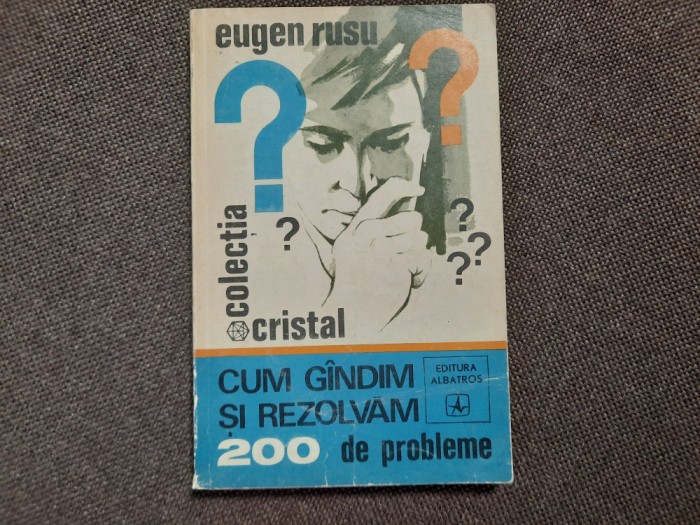 eugen rusu
?
?
?
?
?
?
colectia
cristal
CUM GÎNDIM
ȘI REZOLVĂM
200 de probleme
EDITURA
ALBATROS